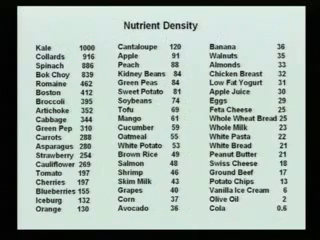 Nutrient Density
Kale 1000
Collards 916
Spinach 886
Bok Choy 839
Romaine 462
Boston 412
Broccoli 395
Artichoke 352
Cabbage 344
Green Pep 310
Carrots 288
Asparagus 280
Strawberry 254
Cauliflower 269
Tomato 197
Cherries 197
Blueberries 155
Iceburg 132
Orange 130
Cantaloupe 120
Apple 91
Peach 88
Kidney Beans 84
Green Peas 84
Sweet Potato 81
Soybeans 74
Tofu 69
Mango 61
Cucumber 59
Oatmeal 55
White Potato 53
Brown Rice 49
Salmon 48
Shrimp 46
Skim Milk 43
Grapes 40
Corn 37
Avocado 36
Banana 36
Walnuts 35
Almonds 33
Chicken Breast 32
Low Fat Yogurt 31
Apple Juice 30
Eggs 29
Feta Cheese 25
Whole Wheat Bread 25
Whole Milk 23
White Pasta 22
White Bread 21
Peanut Butter 21
Swiss Cheese 18
Ground Beef 17
Potato Chips 13
Vanilla Ice Cream 6
Olive Oil 2
Cola 0.6